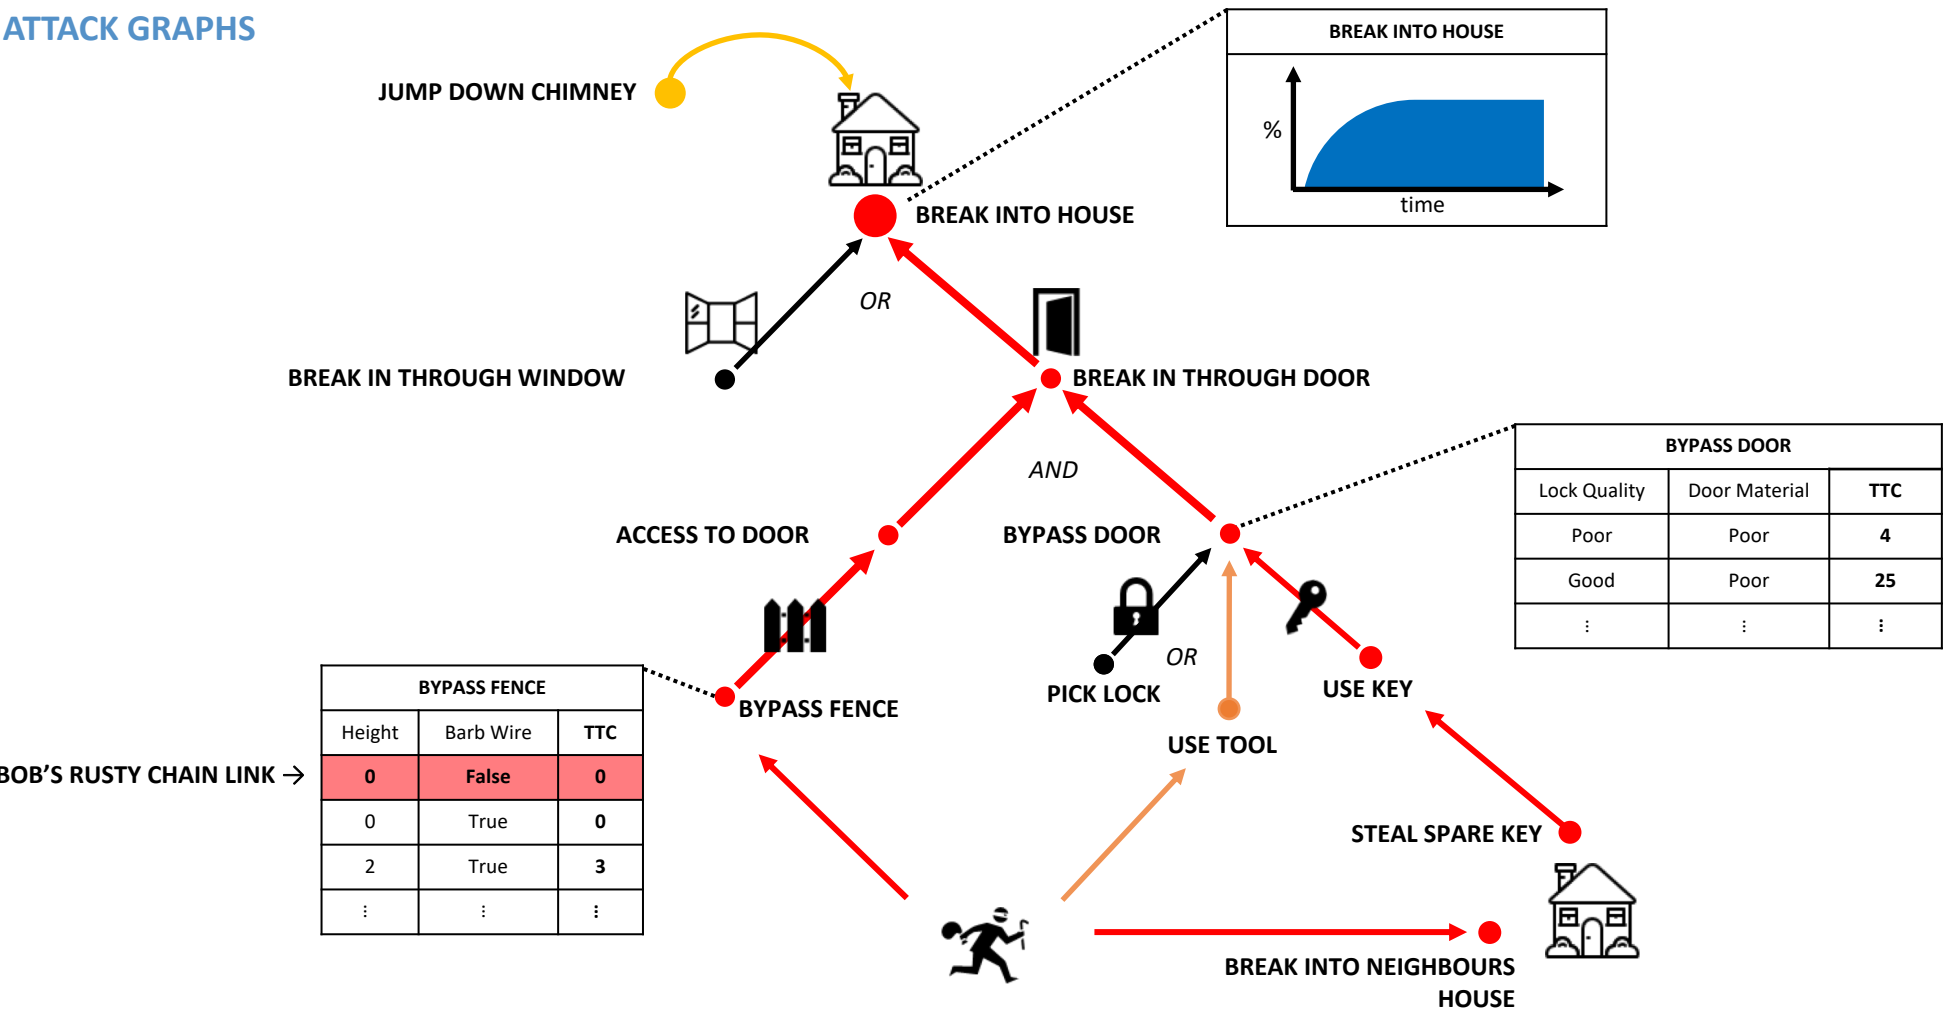 ATTACK GRAPHS
BREAK INTO HOUSE
%
time
JUMP DOWN CHIMNEY
BREAK INTO HOUSE
OR
BREAK IN THROUGH WINDOW
BREAK IN THROUGH DOOR
AND
BYPASS DOOR
Lock Quality Door Material TTC
Poor Poor 4
Good Poor 25
⋮ ⋮ ⋮
ACCESS TO DOOR
BYPASS DOOR
OR
PICK LOCK
USE KEY
USE TOOL
BYPASS FENCE
BYPASS FENCE
Height Barb Wire TTC
BOB'S RUSTY CHAIN LINK →
0 False 0
0 True 0
2 True 3
⋮ ⋮ ⋮
STEAL SPARE KEY
BREAK INTO NEIGHBOURS
HOUSE